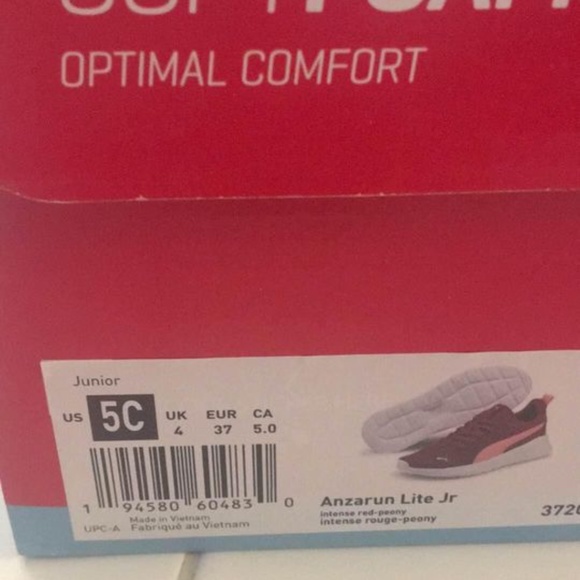 OPTIMAL COMFORT
Junior
US 5C UK 4 EUR 37 CA 5.0
1 94580 60483 0
UPC-A Made in Vietnam
Fabriqué au Vietnam
Anzarun Lite Jr
intense red-peony
intense rouge-peony